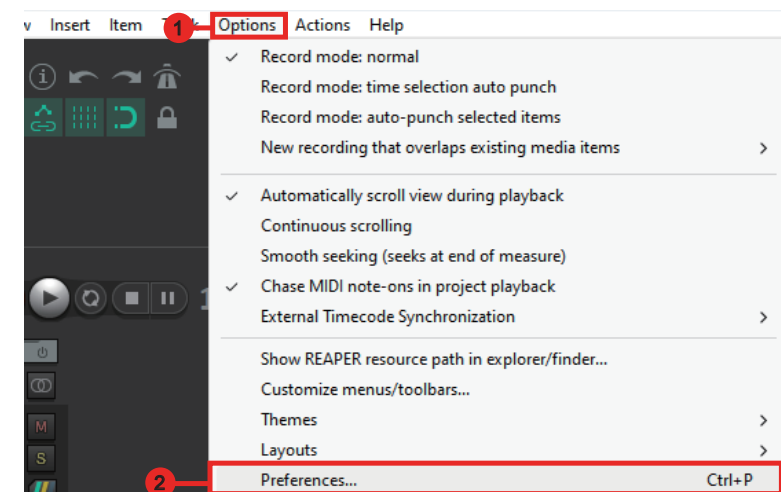 Insert Item Options Actions Help
1
Record mode: normal
Record mode: time selection auto punch
Record mode: auto-punch selected items
New recording that overlaps existing media items
Automatically scroll view during playback
Continuous scrolling
Smooth seeking (seeks at end of measure)
Chase MIDI note-ons in project playback
External Timecode Synchronization
Show REAPER resource path in explorer/finder...
Customize menus/toolbars...
Themes
M
Layouts
S
2
Preferences... Ctrl+P